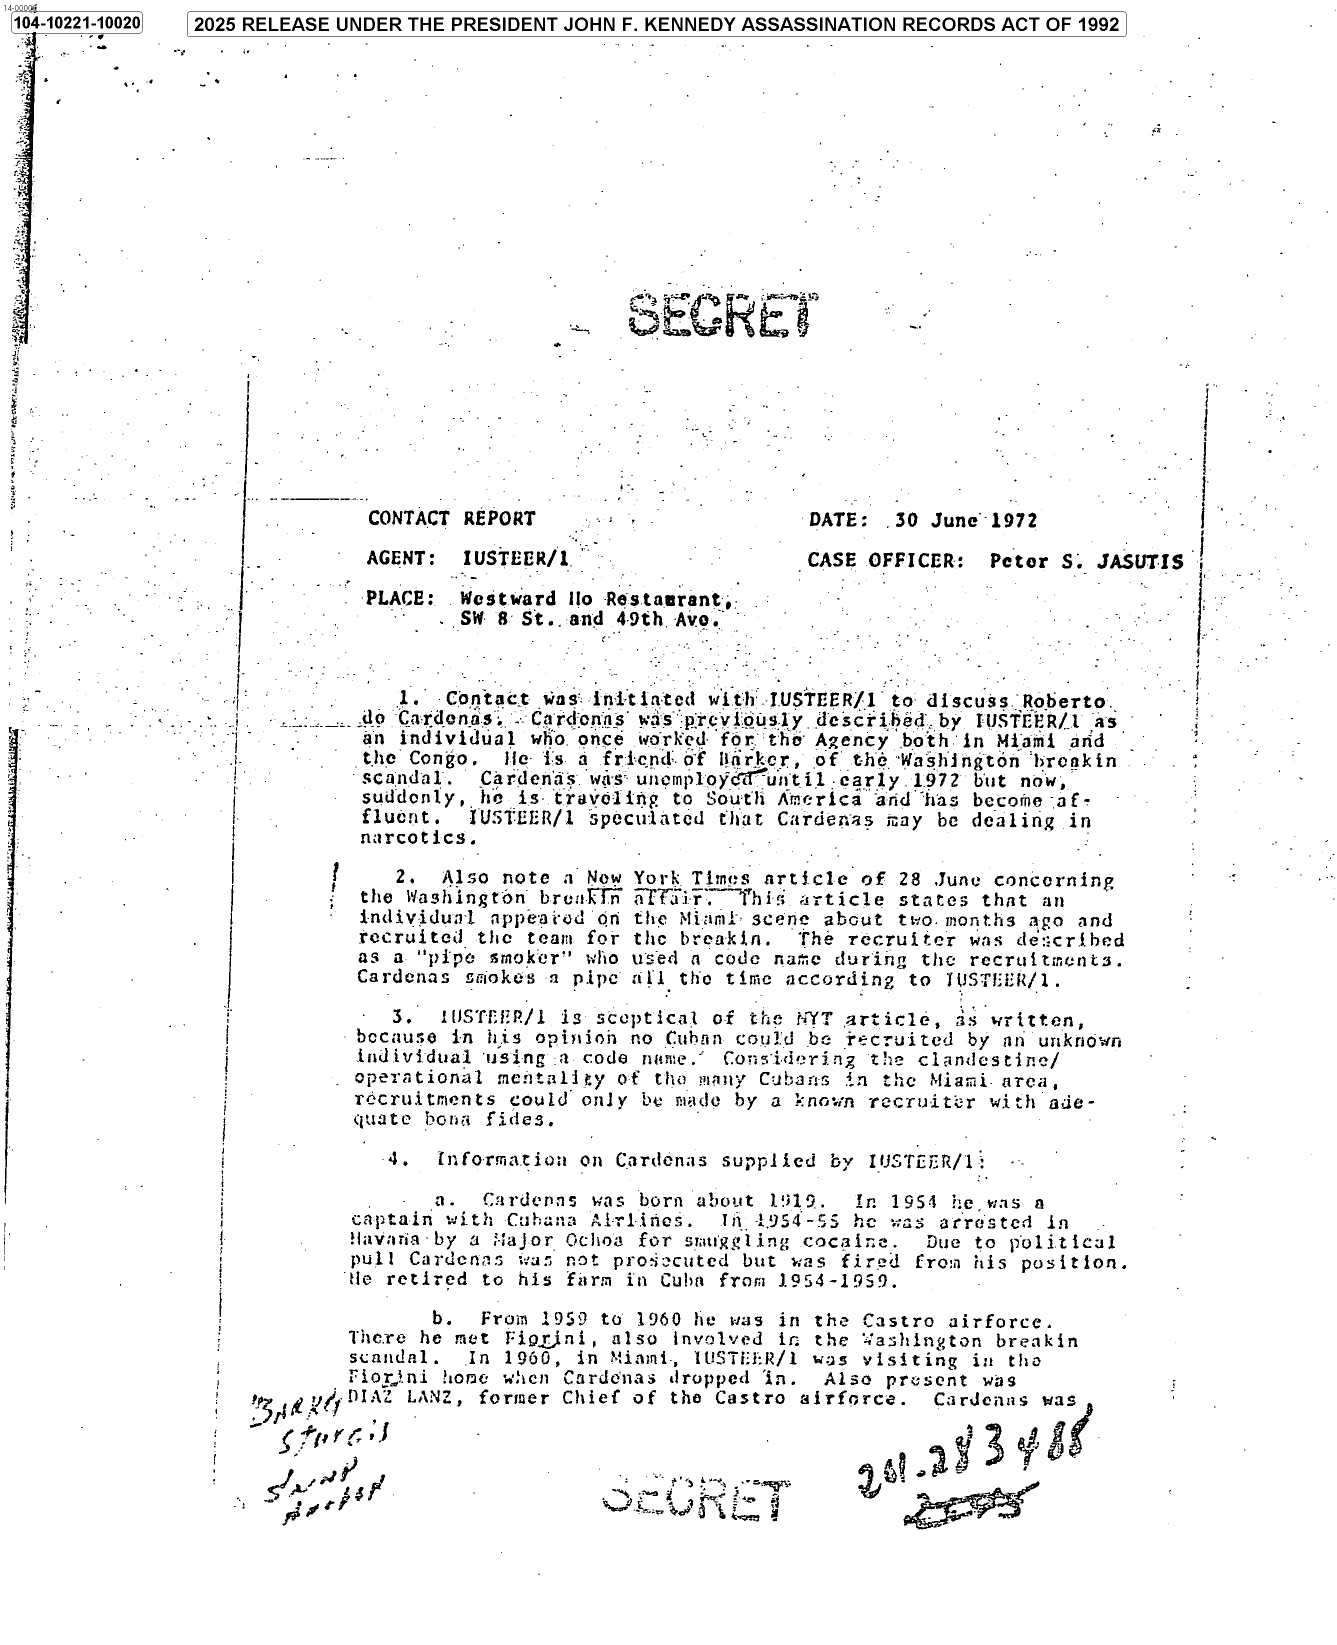 14-00000
104-10221-10020
2025 RELEASE UNDER THE PRESIDENT JOHN F. KENNEDY ASSASSINATION RECORDS ACT OF 1992
SECRET
CONTACT REPORT DATE: 30 June 1972
AGENT: IUSTEER/1 CASE OFFICER: Peter S. JASUTIS
PLACE: Westward Ho Restaurant,
SW 8 St. and 49th Ave.
1. Contact was initiated with IUSTEER/1 to discuss Roberto
de Cardenas. Cardenas was previously described by IUSTEER/1 as
an individual who once worked for the Agency both in Miami and
the Congo. He is a friend of Barker, of the Washington breakin
scandal. Cardenas was unemployed until early 1972 but now,
suddenly, he is traveling to South America and has become af-
fluent. IUSTEER/1 speculated that Cardenas may be dealing in
narcotics.
2. Also note a New York Times article of 28 June concerning
the Washington breakin affair. This article states that an
individual appeared on the Miami scene about two months ago and
recruited the team for the breakin. The recruiter was described
as a "pipe smoker" who used a code name during the recruitments.
Cardenas smokes a pipe all the time according to IUSTEER/1.
3. IUSTEER/1 is sceptical of the NYT article, as written,
because in his opinion no Cuban could be recruited by an unknown
individual using a code name. Considering the clandestine/
operational mentality of the many Cubans in the Miami area,
recruitments could only be made by a known recruiter with ade-
quate bona fides.
4. Information on Cardenas supplied by IUSTEER/1:
a. Cardenas was born about 1919. In 1954 he was a
captain with Cubana Airlines. In 1954-55 he was arrested in
Havana by a Major Ochoa for smuggling cocaine. Due to political
pull Cardenas was not prosecuted but was fired from his position.
He retired to his farm in Cuba from 1954-1959.
b. From 1959 to 1960 he was in the Castro airforce.
There he met Fiorini, also involved in the Washington breakin
scandal. In 1960, in Miami, IUSTEER/1 was visiting in the
Fiorini home when Cardenas dropped in. Also present was
DIAZ LANZ, former Chief of the Castro airforce. Cardenas was
Sturgis
201-283488
SECRET